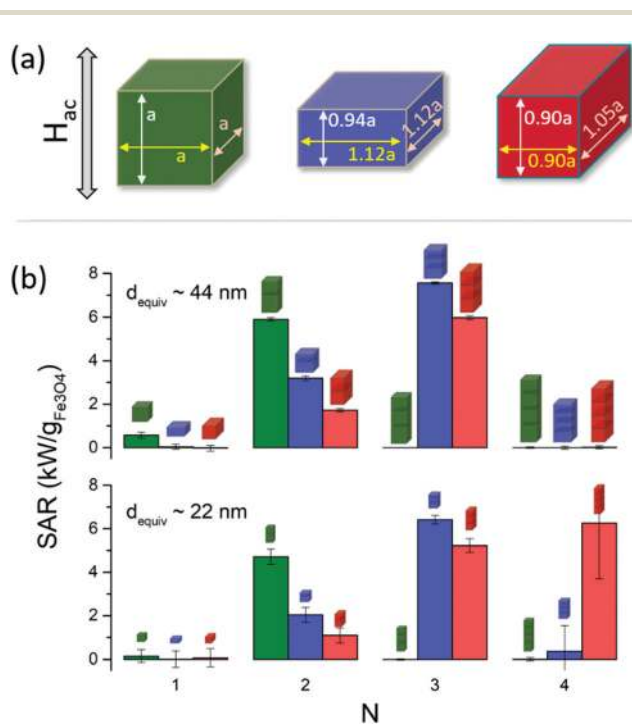 (a)
H_ac
a
a
a
0.94a
1.12a
1.12a
0.90a
1.05a
0.90a
(b)
SAR (kW/g_Fe3O4)
8
d_equiv ~ 44 nm
6
4
2
0
8
d_equiv ~ 22 nm
6
4
2
0
1 2 3 4
N